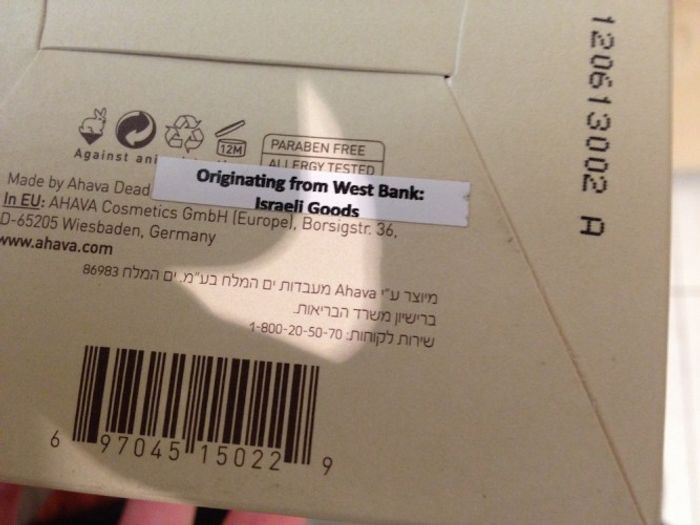 120613002 A
12M
PARABEN FREE
Against ani
ALLERGY TESTED
Originating from West Bank:
Israeli Goods
Made by Ahava Dead
In EU: AHAVA Cosmetics GmbH (Europe), Borsigstr. 36,
D-65205 Wiesbaden, Germany
www.ahava.com
מיוצר ע"י Ahava מעבדות ים המלח בע"מ. ים המלח 86983
ברישיון משרד הבריאות.
שירות לקוחות: 1-800-20-50-70
6 97045 15022 9